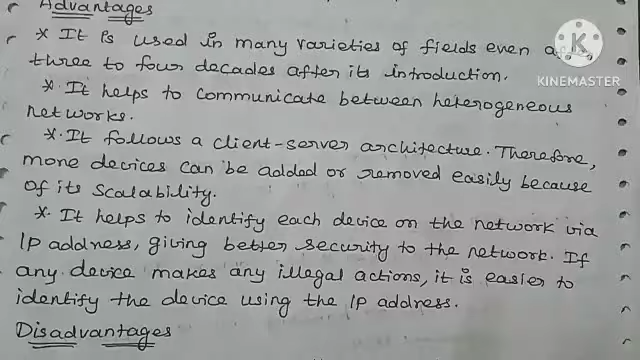 Advantages
* It is used in many varieties of fields even
three to four decades after its introduction.
KINEMASTER
* It helps to communicate between heterogeneous
networks.
* It follows a client-server architecture. Therefore,
more devices can be added or removed easily because
of its scalability.
* It helps to identify each device on the network via
IP address, giving better security to the network. If
any device makes any illegal actions, it is easier to
identify the device using the IP address.
Disadvantages